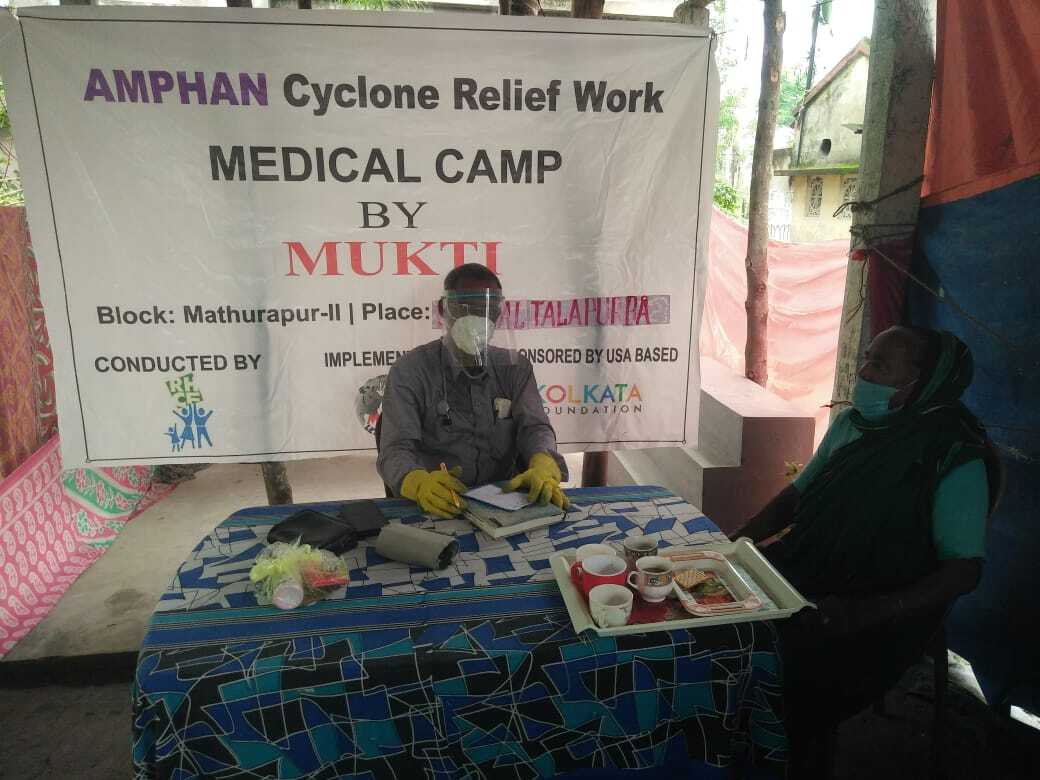 AMPHAN Cyclone Relief Work
MEDICAL CAMP
BY
MUKTI
Block: Mathurapur-II | Place:
CONDUCTED BY IMPLEMEN ONSORED BY USA BASED
KOLKATA
FOUNDATION